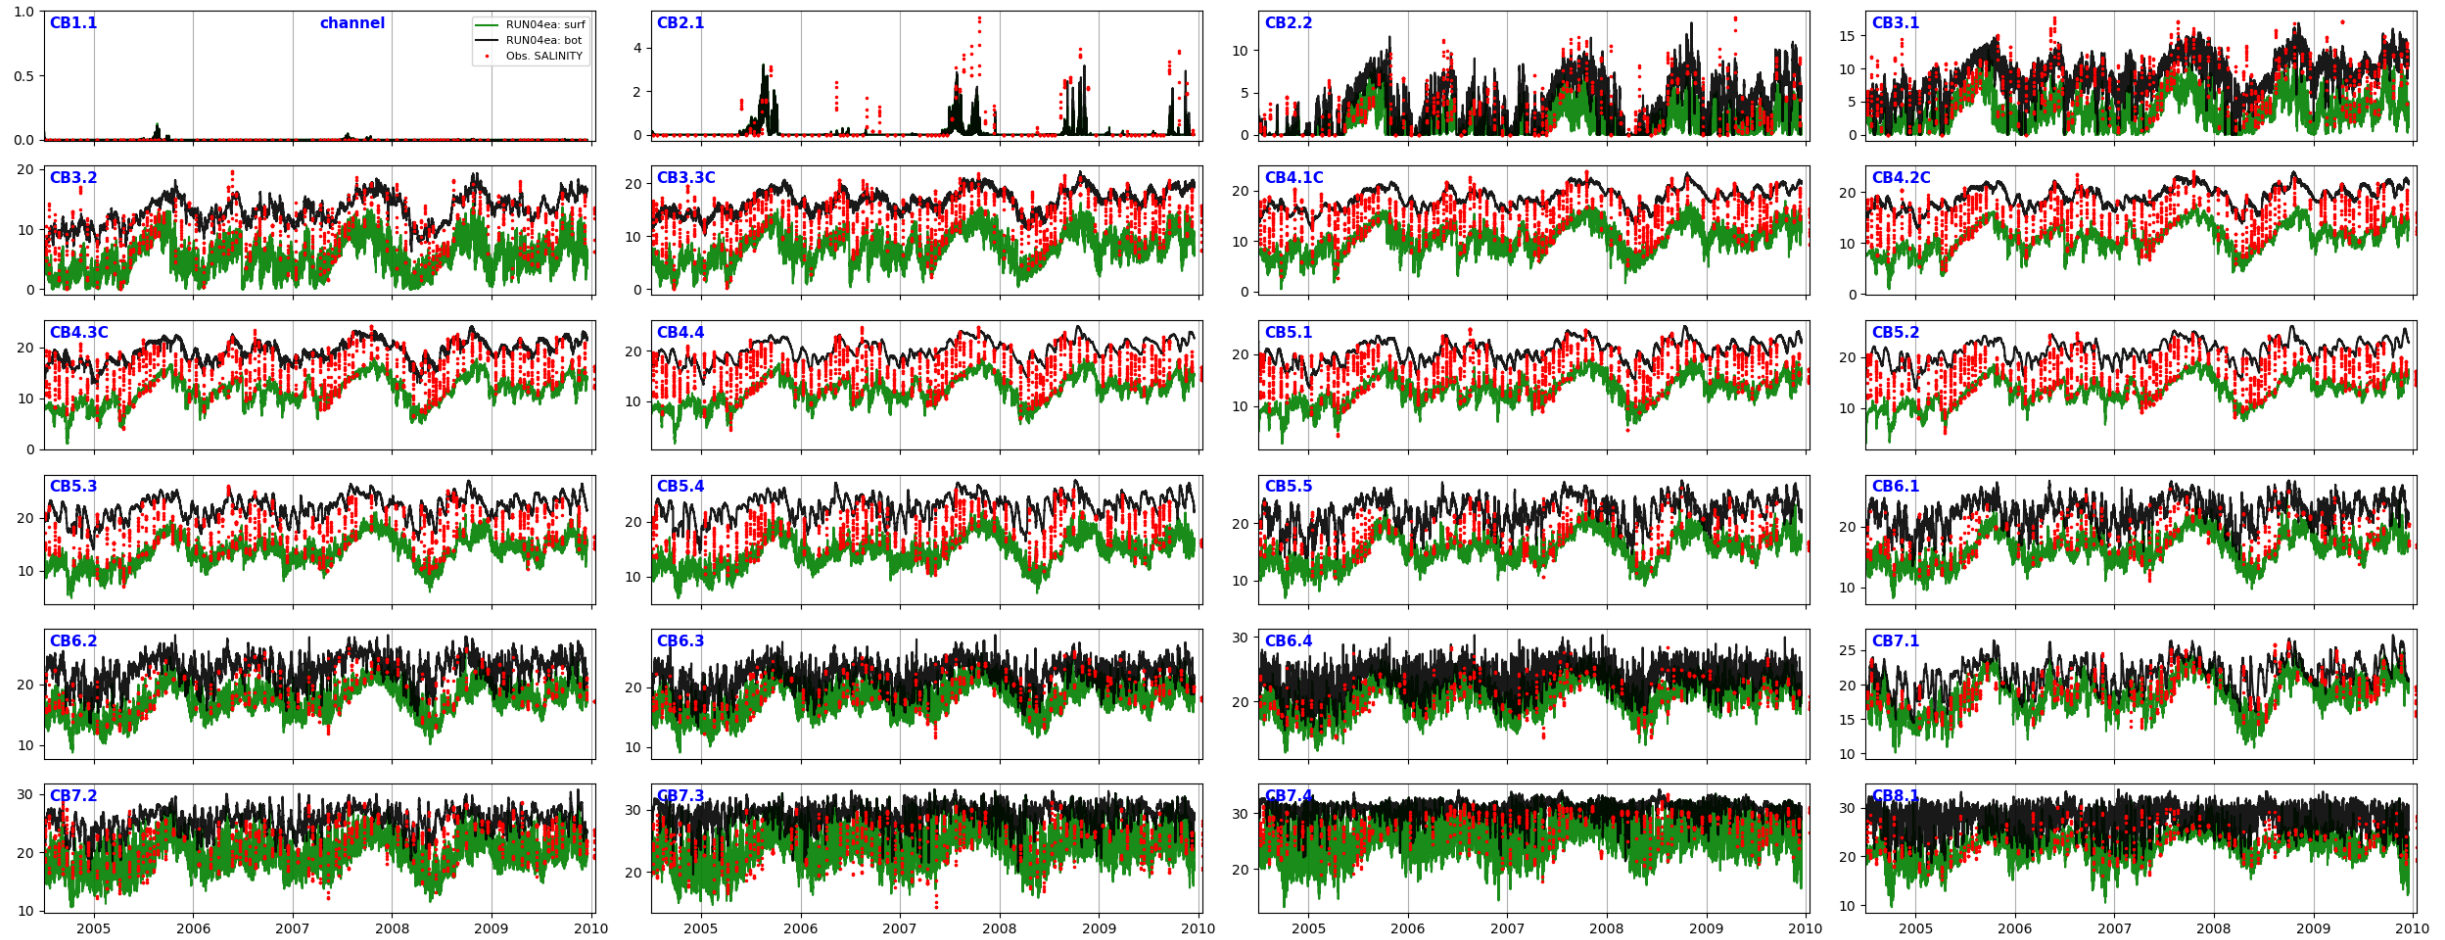 CB1.1 channel
RUN04ea: surf
RUN04ea: bot
Obs. SALINITY
1.0
0.5
0.0
CB2.1
4
2
0
CB2.2
10
5
0
CB3.1
15
10
5
0
CB3.2
20
10
0
CB3.3C
20
10
0
CB4.1C
20
10
0
CB4.2C
20
10
0
CB4.3C
20
10
0
CB4.4
20
10
CB5.1
20
10
CB5.2
20
10
CB5.3
20
10
CB5.4
20
10
CB5.5
20
10
CB6.1
20
10
CB6.2
20
10
CB6.3
20
10
CB6.4
30
20
CB7.1
25
20
15
10
CB7.2
30
20
10
2005 2006 2007 2008 2009 2010
CB7.3
30
20
2005 2006 2007 2008 2009 2010
CB7.4
30
20
2005 2006 2007 2008 2009 2010
CB8.1
30
20
10
2005 2006 2007 2008 2009 2010